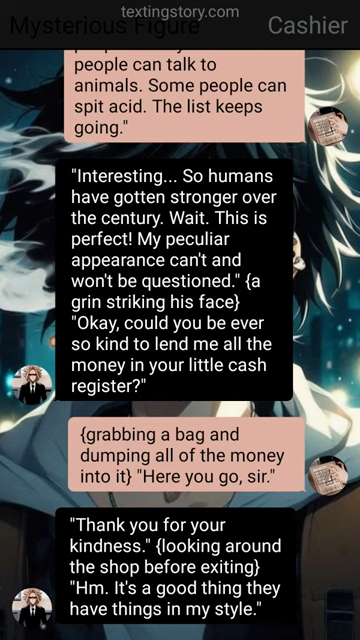 textingstory.com
Mysterious Figure
Cashier
people can talk to
animals. Some people can
spit acid. The list keeps
going."
"Interesting... So humans
have gotten stronger over
the century. Wait. This is
perfect! My peculiar
appearance can't and
won't be questioned." {a
grin striking his face}
"Okay, could you be ever
so kind to lend me all the
money in your little cash
register?"
{grabbing a bag and
dumping all of the money
into it} "Here you go, sir."
"Thank you for your
kindness." {looking around
the shop before exiting}
"Hm. It's a good thing they
have things in my style."